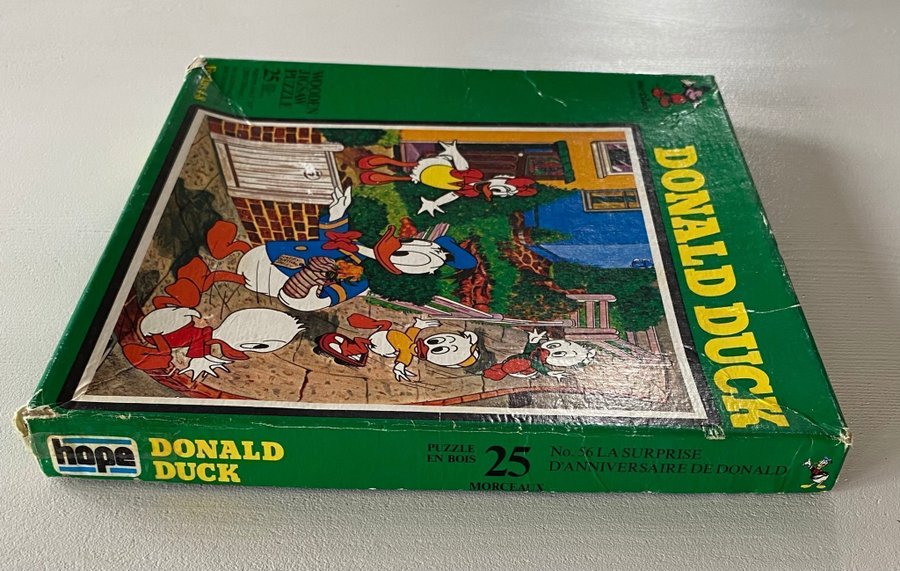 DONALD DUCK
WOODEN
JIGSAW
PUZZLE
25
hope
DONALD
DUCK
PUZZLE
EN BOIS
25
MORCEAUX
No. 56 LA SURPRISE
D'ANNIVERSAIRE DE DONALD